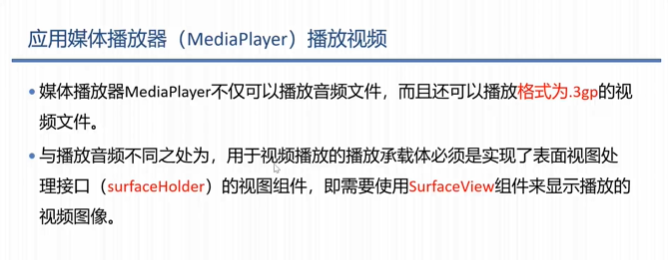 应用媒体播放器（MediaPlayer）播放视频
•媒体播放器MediaPlayer不仅可以播放音频文件，而且还可以播放格式为.3gp的视
频文件。
•与播放音频不同之处为，用于视频播放的播放承载体必须是实现了表面视图处
理接口（surfaceHolder）的视图组件，即需要使用SurfaceView组件来显示播放的
视频图像。